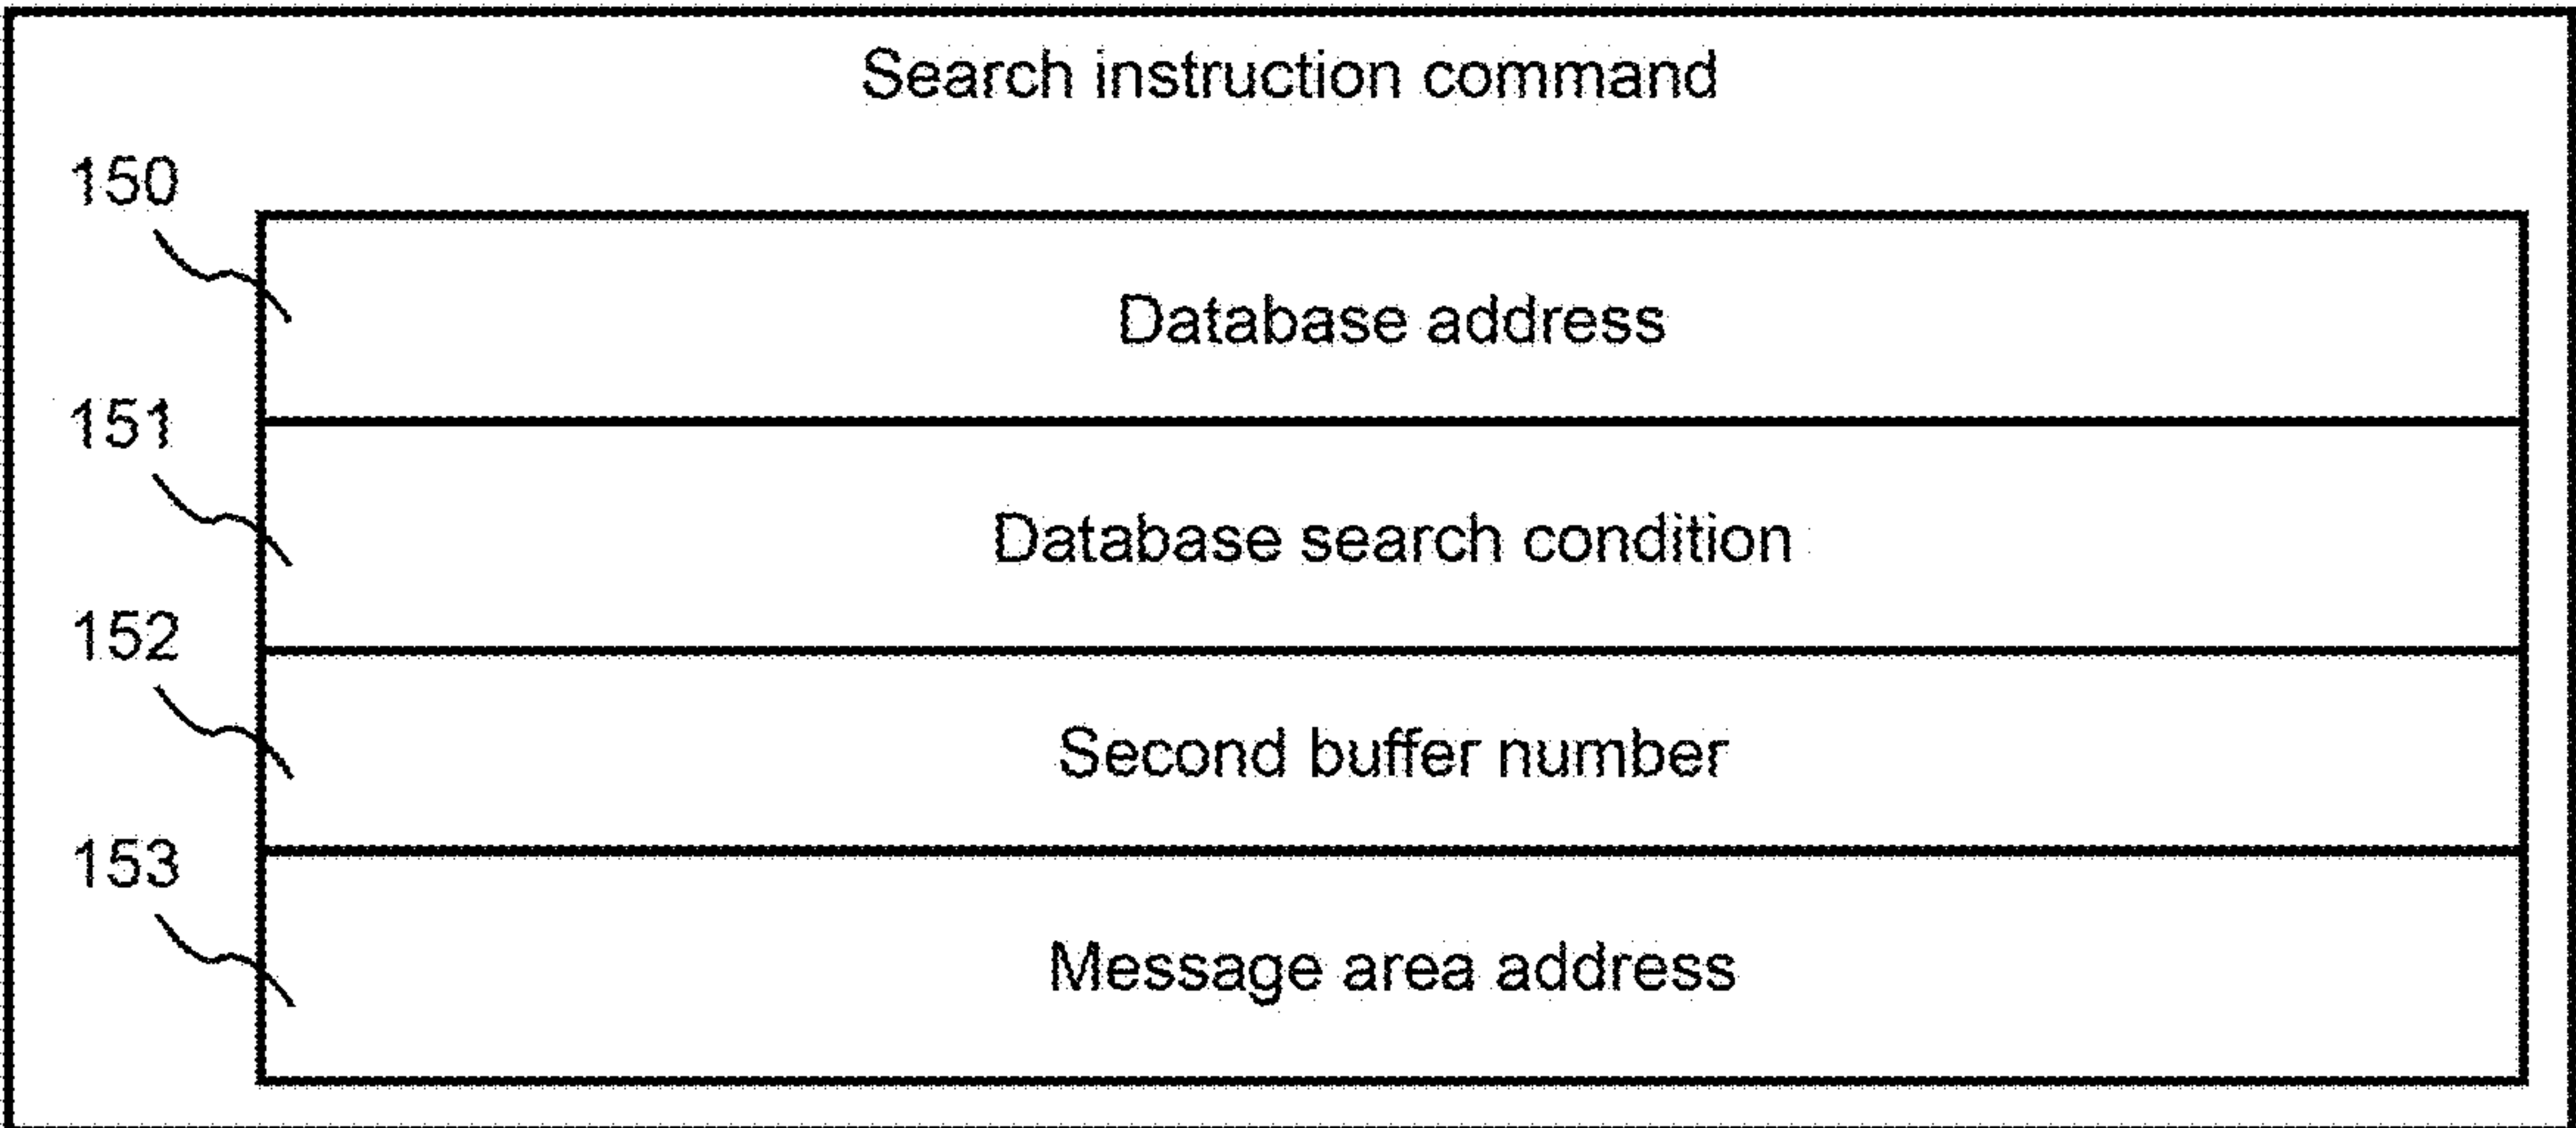 Search instruction command
150
Database address
151
Database search condition
152
Second buffer number
153
Message area address